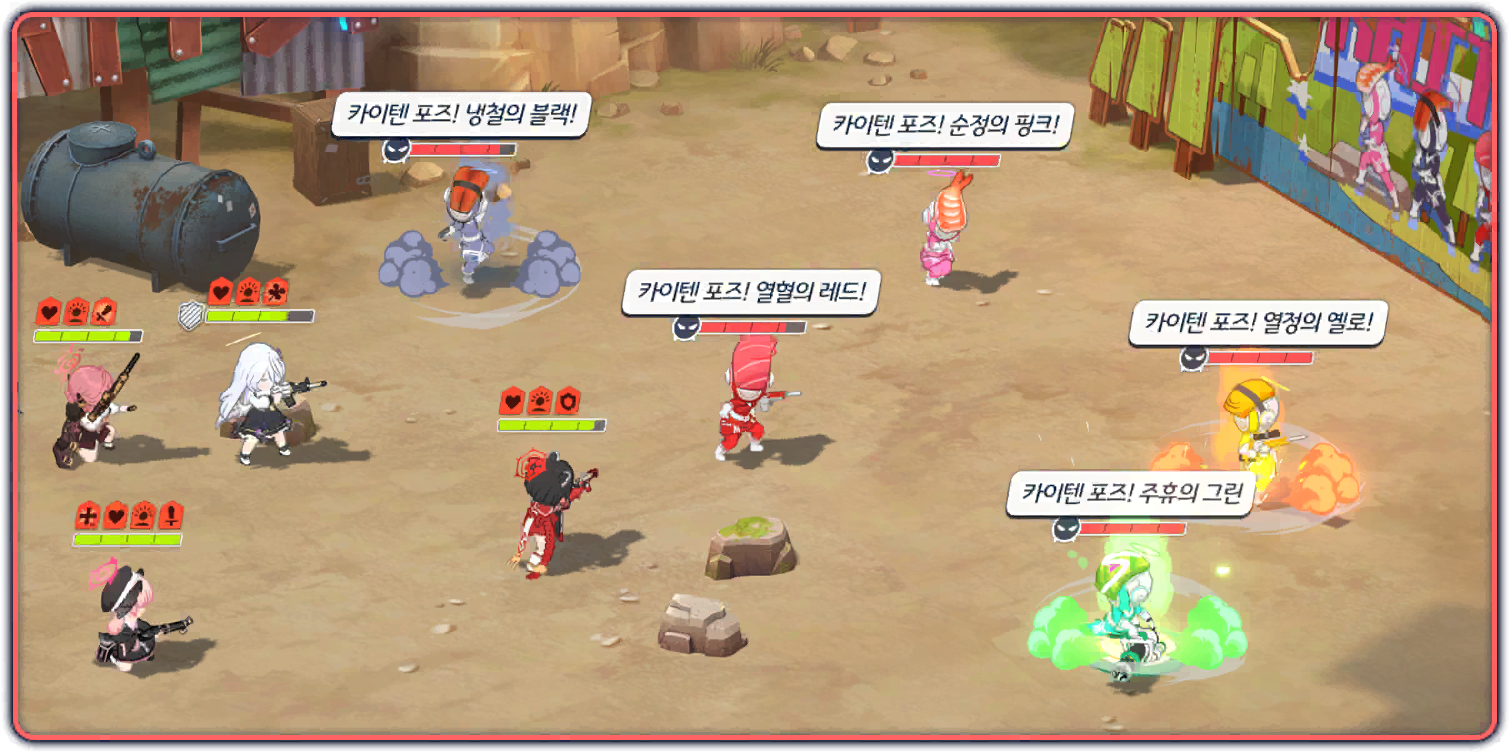 카이텐 포즈! 냉철의 블랙!
카이텐 포즈! 순정의 핑크!
카이텐 포즈! 열혈의 레드!
카이텐 포즈! 열정의 옐로!
카이텐 포즈! 주휴의 그린